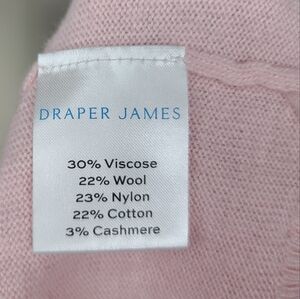 DRAPER JAMES
30% Viscose
22% Wool
23% Nylon
22% Cotton
3% Cashmere